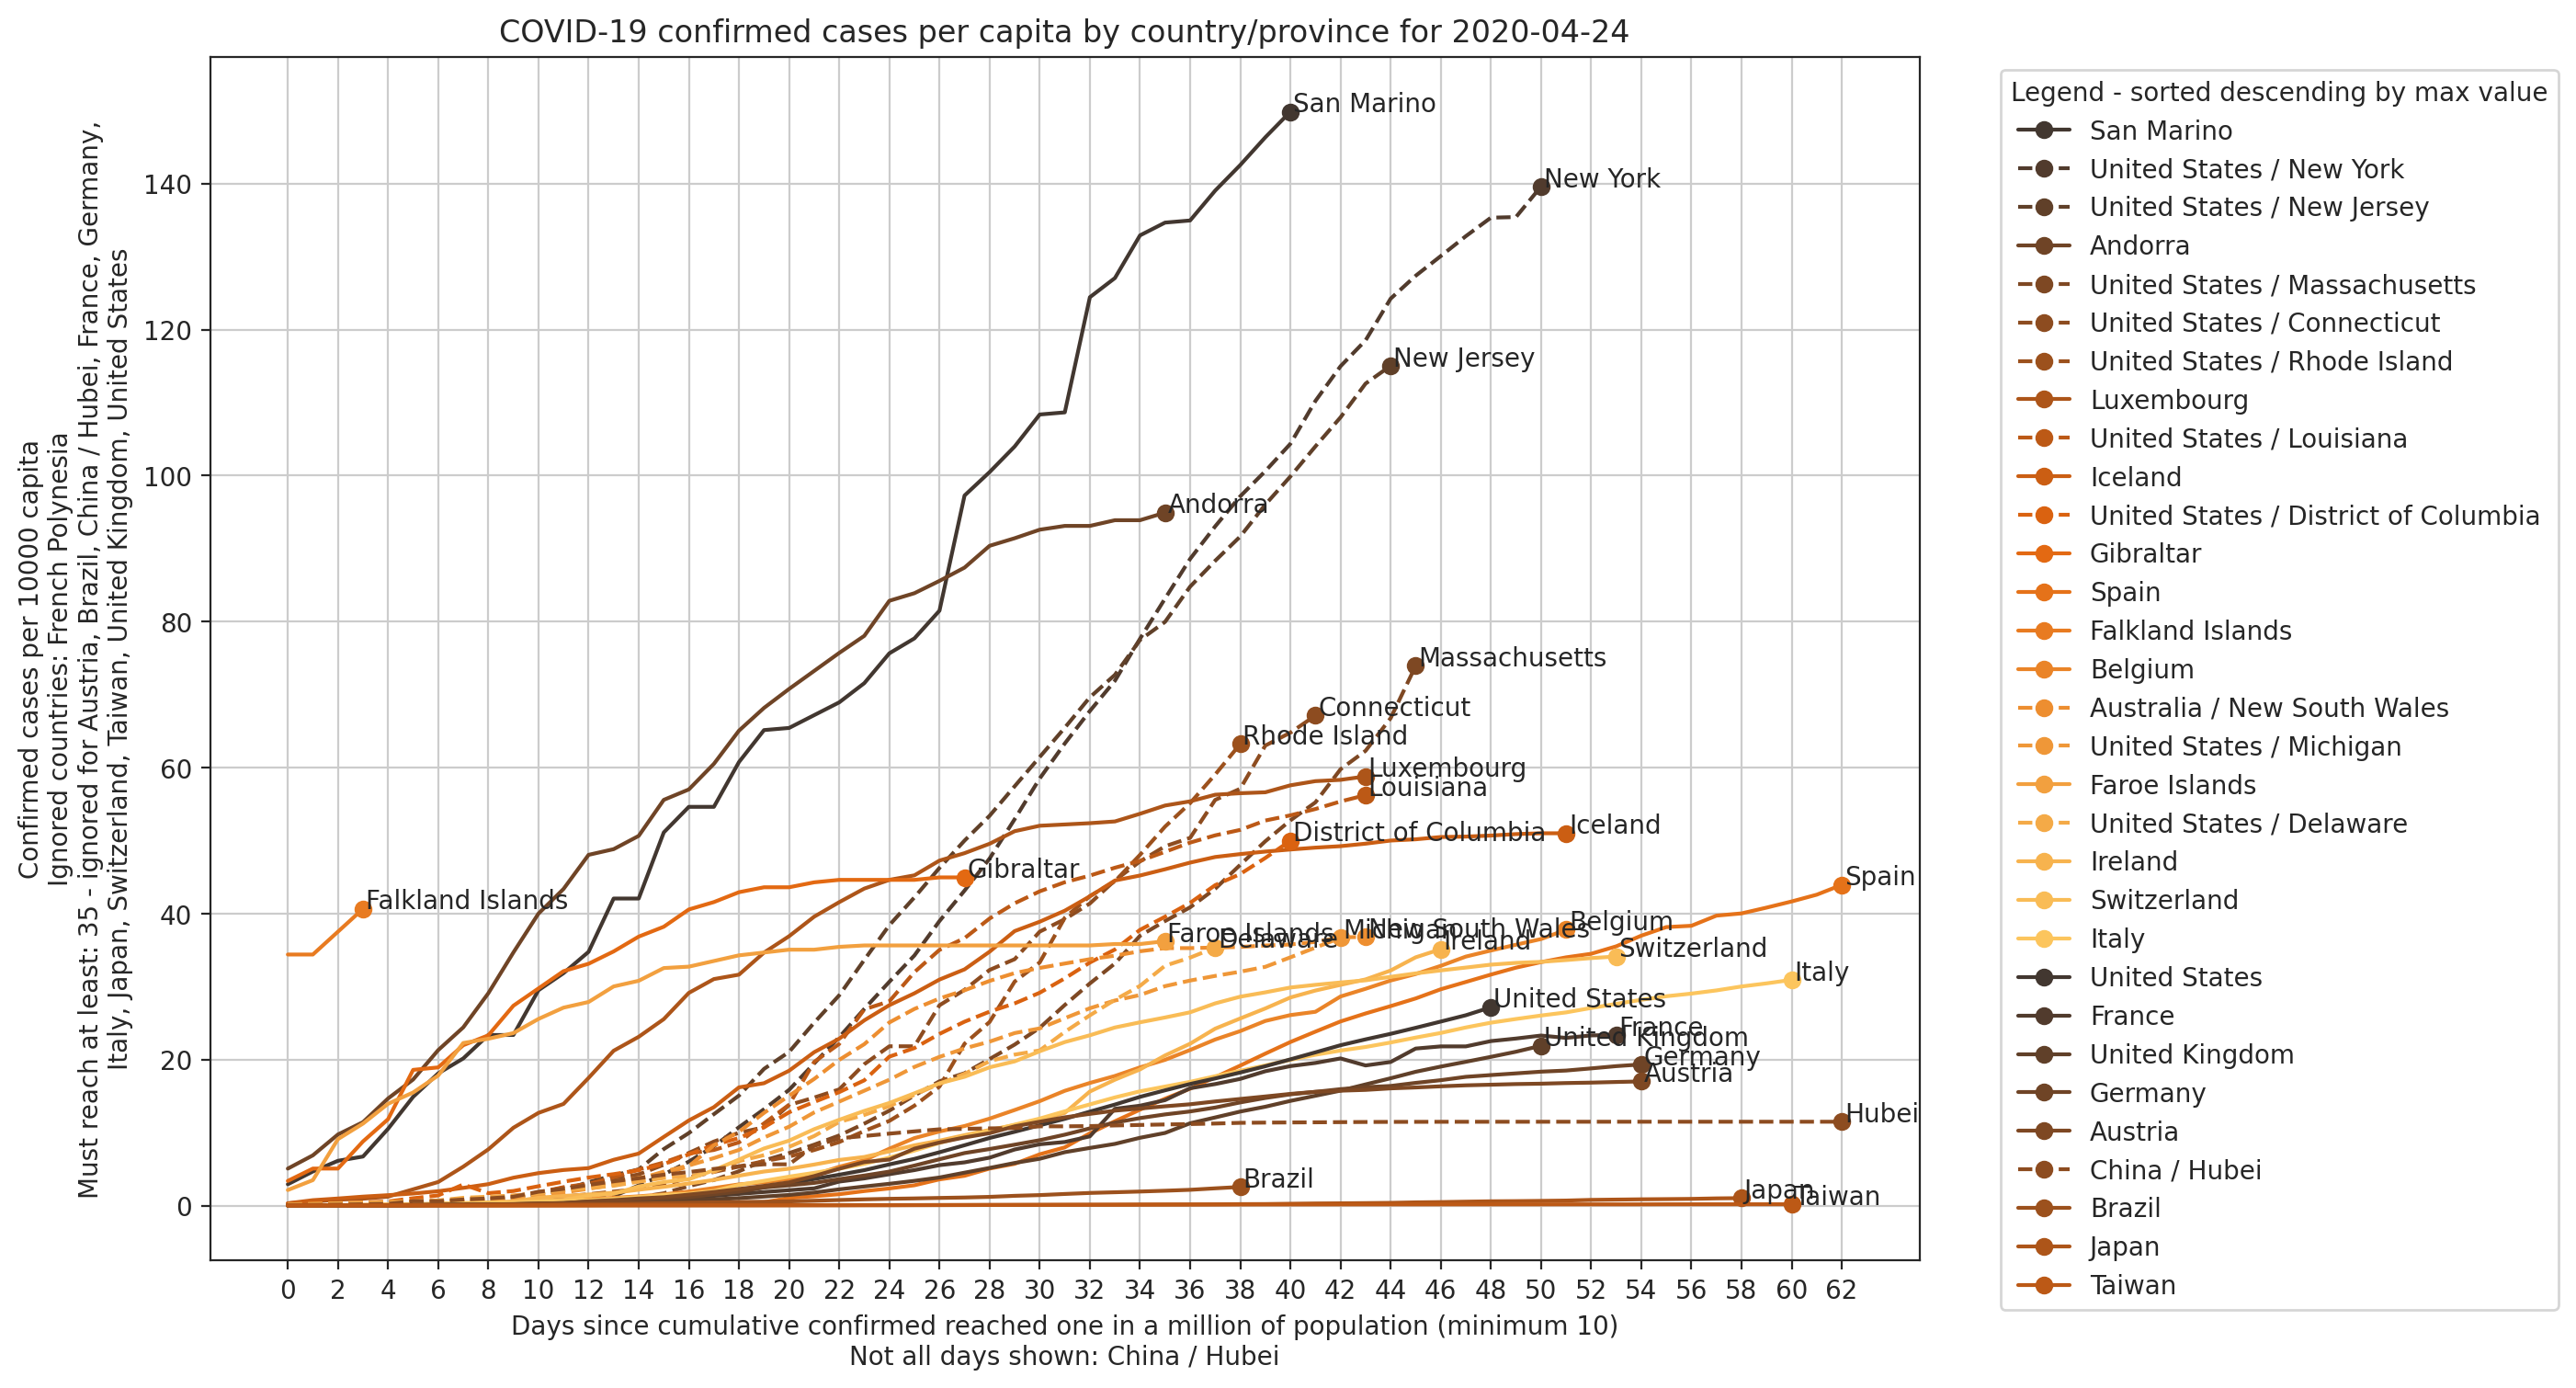 COVID-19 confirmed cases per capita by country/province for 2020-04-24
Confirmed cases per 10000 capita
Ignored countries: French Polynesia
Must reach at least: 35 - ignored for Austria, Brazil, China / Hubei, France, Germany,
Italy, Japan, Switzerland, Taiwan, United Kingdom, United States
140
120
100
80
60
40
20
0
San Marino
New York
New Jersey
Andorra
Massachusetts
Connecticut
Rhode Island
Luxembourg
Louisiana
District of Columbia
Iceland
Gibraltar
Spain
Falkland Islands
Belgium
Faroe Islands
Delaware
Michigan
New South Wales
Ireland
Switzerland
Italy
United States
France
United Kingdom
Germany
Austria
Hubei
Brazil
Japan
Taiwan
0 2 4 6 8 10 12 14 16 18 20 22 24 26 28 30 32 34 36 38 40 42 44 46 48 50 52 54 56 58 60 62
Days since cumulative confirmed reached one in a million of population (minimum 10)
Not all days shown: China / Hubei
Legend - sorted descending by max value
San Marino
United States / New York
United States / New Jersey
Andorra
United States / Massachusetts
United States / Connecticut
United States / Rhode Island
Luxembourg
United States / Louisiana
Iceland
United States / District of Columbia
Gibraltar
Spain
Falkland Islands
Belgium
Australia / New South Wales
United States / Michigan
Faroe Islands
United States / Delaware
Ireland
Switzerland
Italy
United States
France
United Kingdom
Germany
Austria
China / Hubei
Brazil
Japan
Taiwan